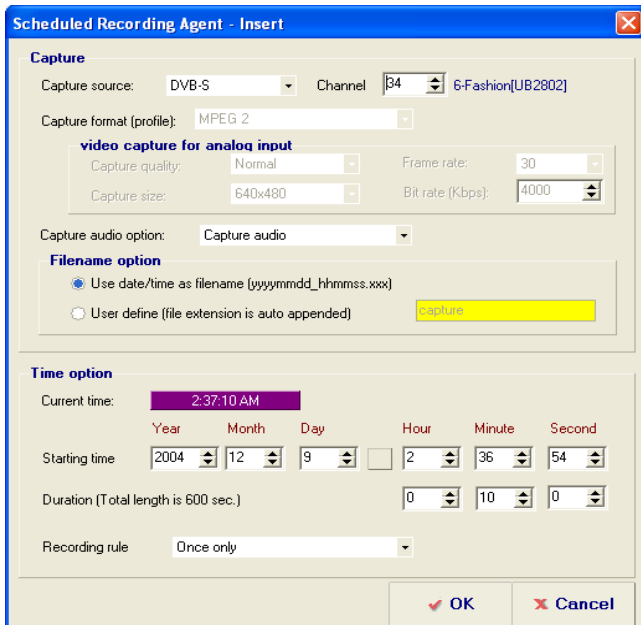 Scheduled Recording Agent - Insert
Capture
Capture source: DVB-S Channel 34 6-Fashion[UB2802]
Capture format (profile): MPEG 2
video capture for analog input
Capture quality: Normal Frame rate: 30
Capture size: 640x480 Bit rate (Kbps): 4000
Capture audio option: Capture audio
Filename option
Use date/time as filename (yyyymmdd_hhmmss.xxx)
User define (file extension is auto appended) capture
Time option
Current time: 2:37:10 AM
Year Month Day Hour Minute Second
Starting time 2004 12 9 2 36 54
Duration (Total length is 600 sec.) 0 10 0
Recording rule Once only
OK Cancel